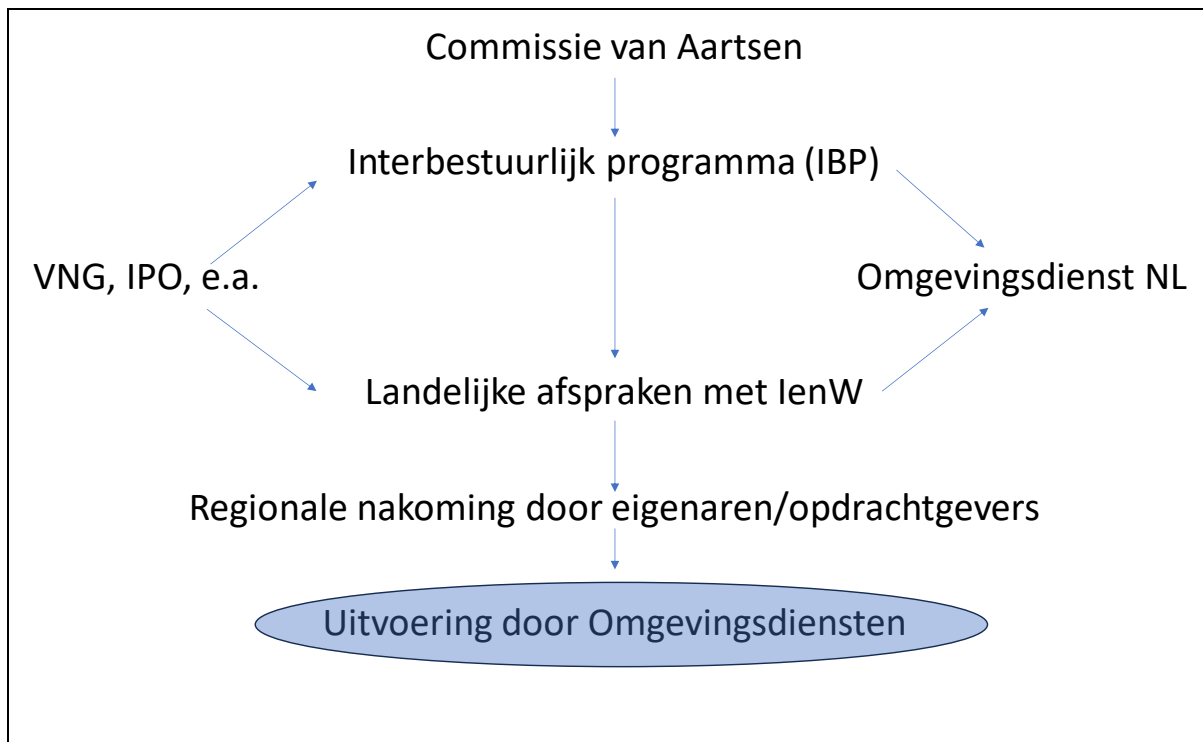 Commissie van Aartsen
Interbestuurlijk programma (IBP)
VNG, IPO, e.a.
Omgevingsdienst NL
Landelijke afspraken met IenW
Regionale nakoming door eigenaren/opdrachtgevers
Uitvoering door Omgevingsdiensten